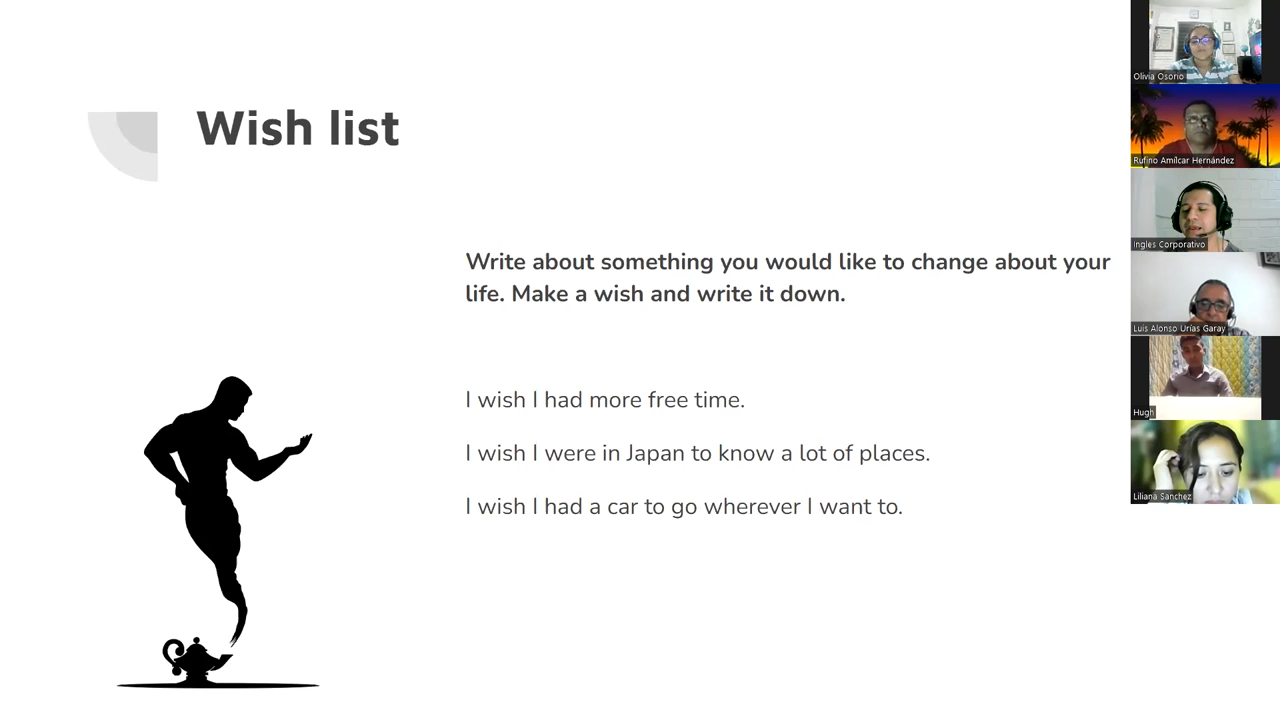 Wish list
Write about something you would like to change about your
life. Make a wish and write it down.
I wish I had more free time.
I wish I were in Japan to know a lot of places.
I wish I had a car to go wherever I want to.
Olivia Osorio
Rufino Amílcar Hernández
Ingles Corporativo
Luis Alonso Urías Garay
Hugh
Liliana Sanchez